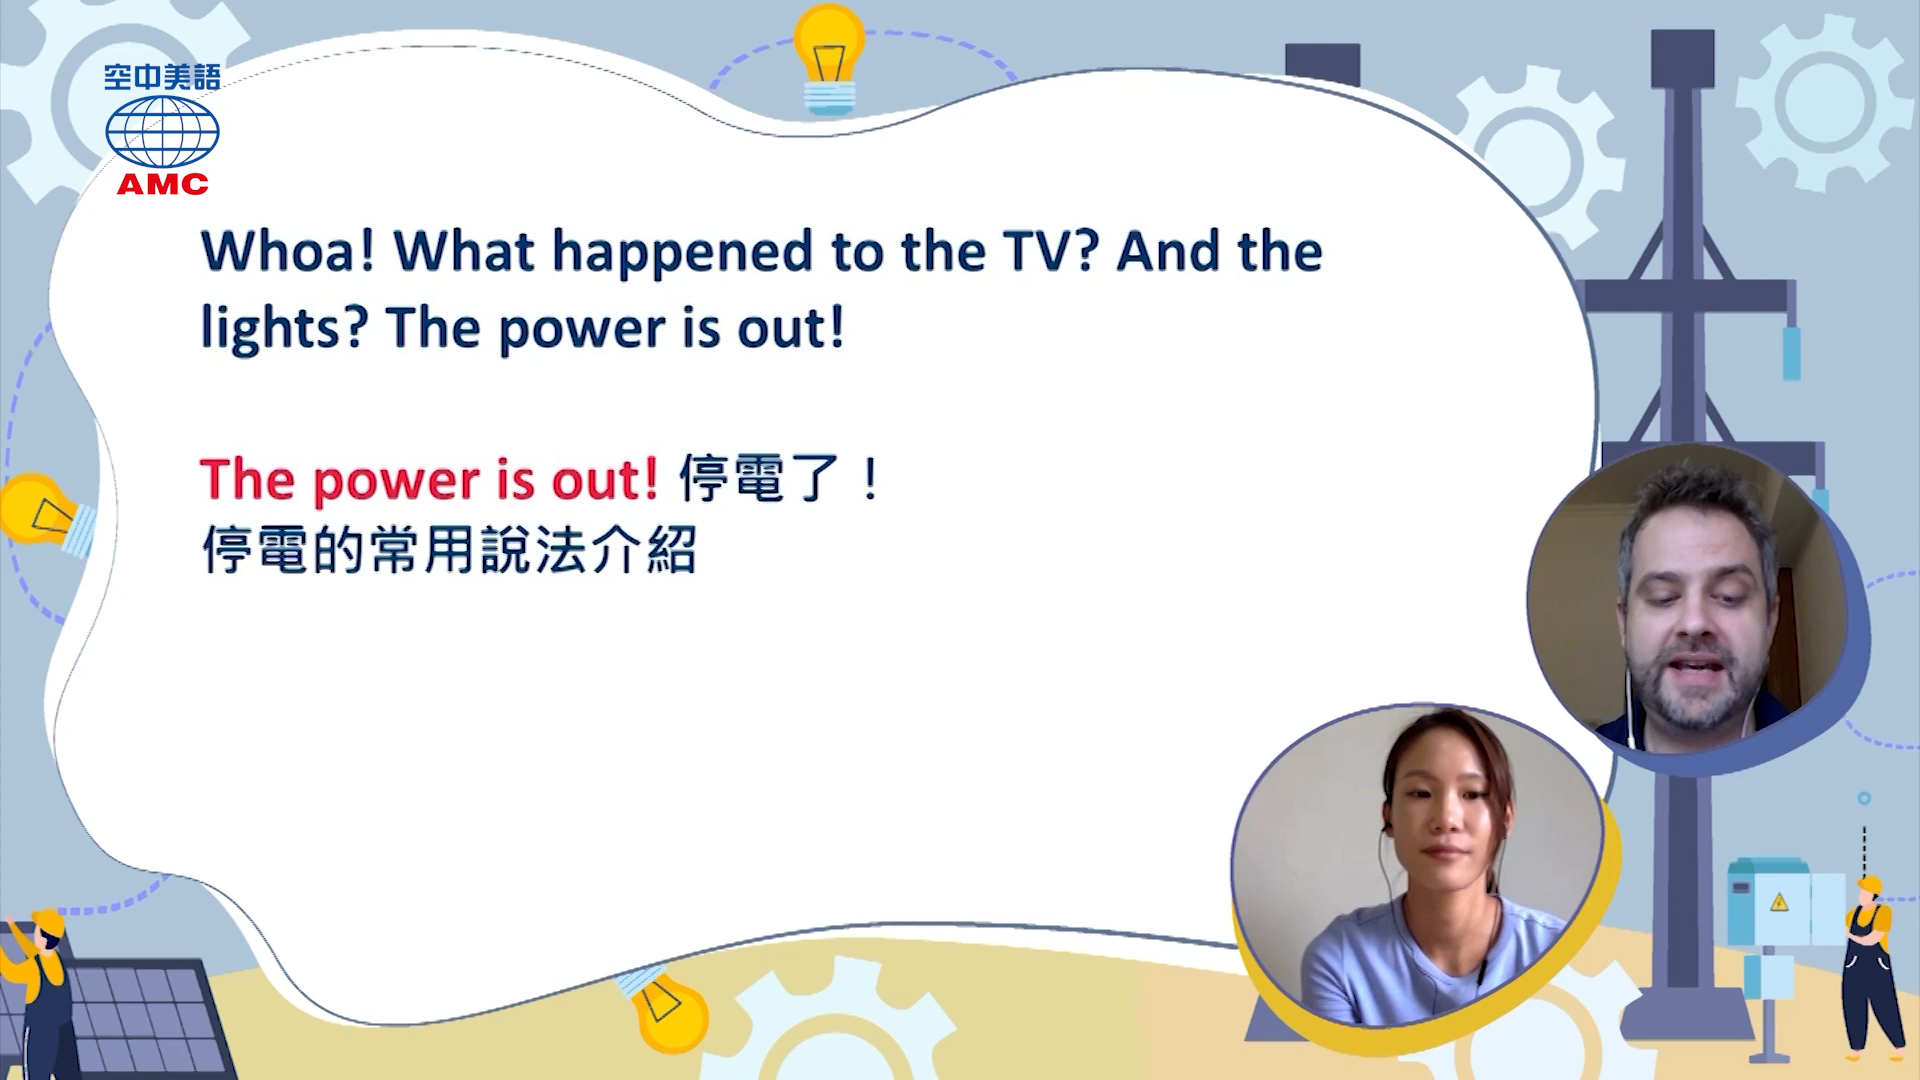 空中美語
AMC
Whoa! What happened to the TV? And the
lights? The power is out!
The power is out! 停電了！
停電的常用說法介紹